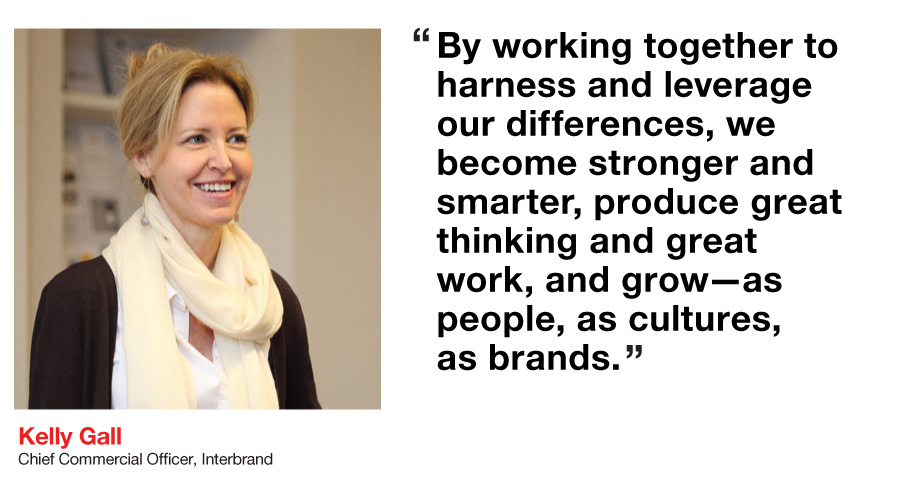 “By working together to
harness and leverage
our differences, we
become stronger and
smarter, produce great
thinking and great
work, and grow—as
people, as cultures,
as brands.”
Kelly Gall
Chief Commercial Officer, Interbrand